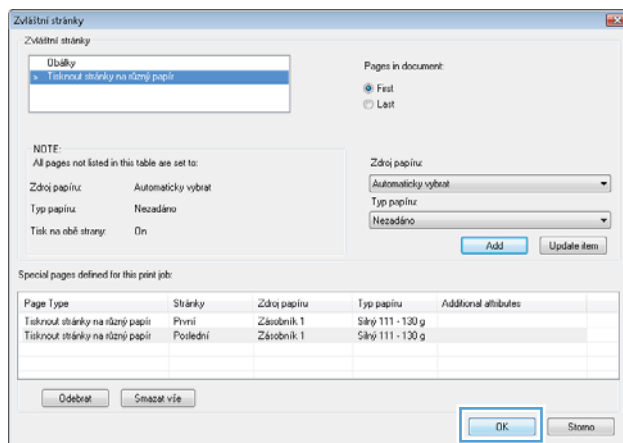 Zvláštní stránky
Zvláštní stránky
Obálky
> Tisknout stránky na různý papír
Pages in document:
First
Last
NOTE:
All pages not listed in this table are set to:
Zdroj papíru: Automaticky vybrat
Typ papíru: Nezadáno
Tisk na obě strany: On
Zdroj papíru:
Automaticky vybrat
Typ papíru:
Nezadáno
Add Update item
Special pages defined for this print job:
Page Type Stránky Zdroj papíru Typ papíru Additional attributes
Tisknout stránky na různý papír První Zásobník 1 Silný 111 - 130 g
Tisknout stránky na různý papír Poslední Zásobník 1 Silný 111 - 130 g
Odebrat Smazat vše
OK Storno